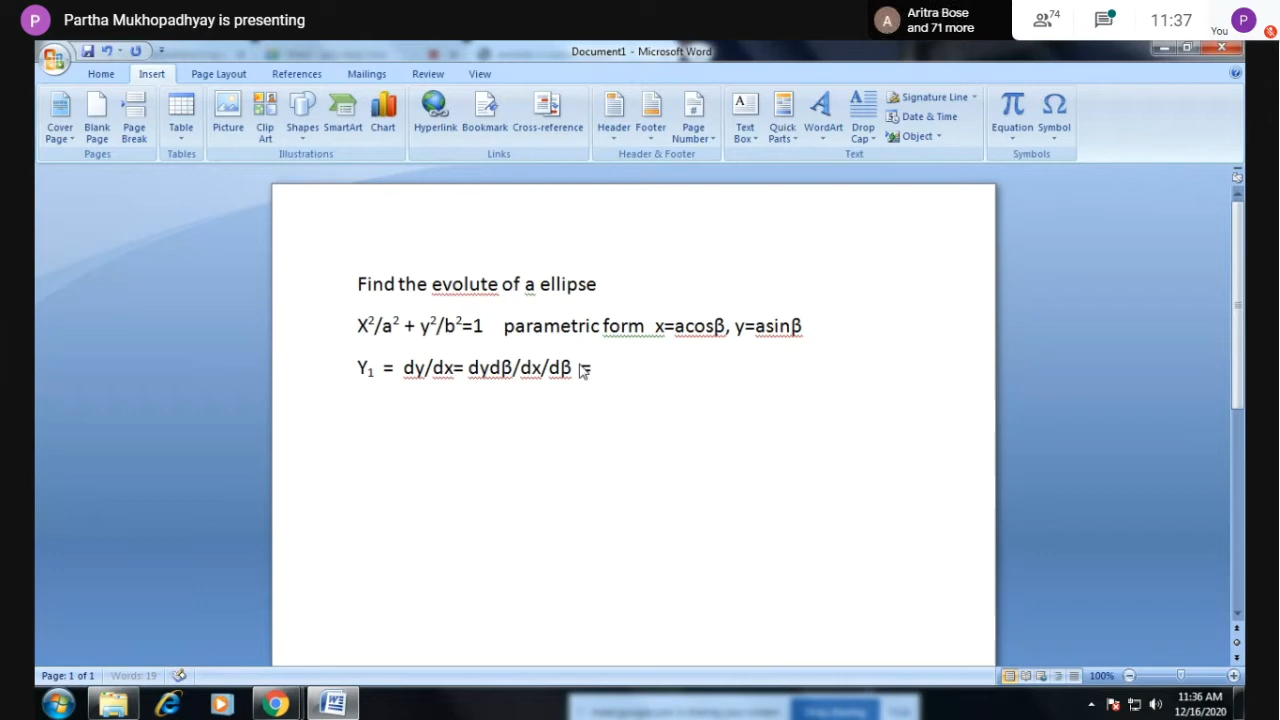 P Partha Mukhopadhyay is presenting
A Aritra Bose
and 71 more
74
11:37
You
P
Document1 - Microsoft Word
Home Insert Page Layout References Mailings Review View
Cover Page Blank Page Page Break Table Picture Clip Art Shapes SmartArt Chart Hyperlink Bookmark Cross-reference Header Footer Page Number Text Box Quick Parts WordArt Drop Cap Signature Line Date & Time Object Equation Symbol
Pages Tables Illustrations Links Header & Footer Text Symbols
Find the evolute of a ellipse
X²/a² + y²/b²=1 parametric form x=acosβ, y=asinβ
Y₁ = dy/dx= dydβ/dx/dβ =
Page: 1 of 1 Words: 19
100%
11:36 AM
12/16/2020